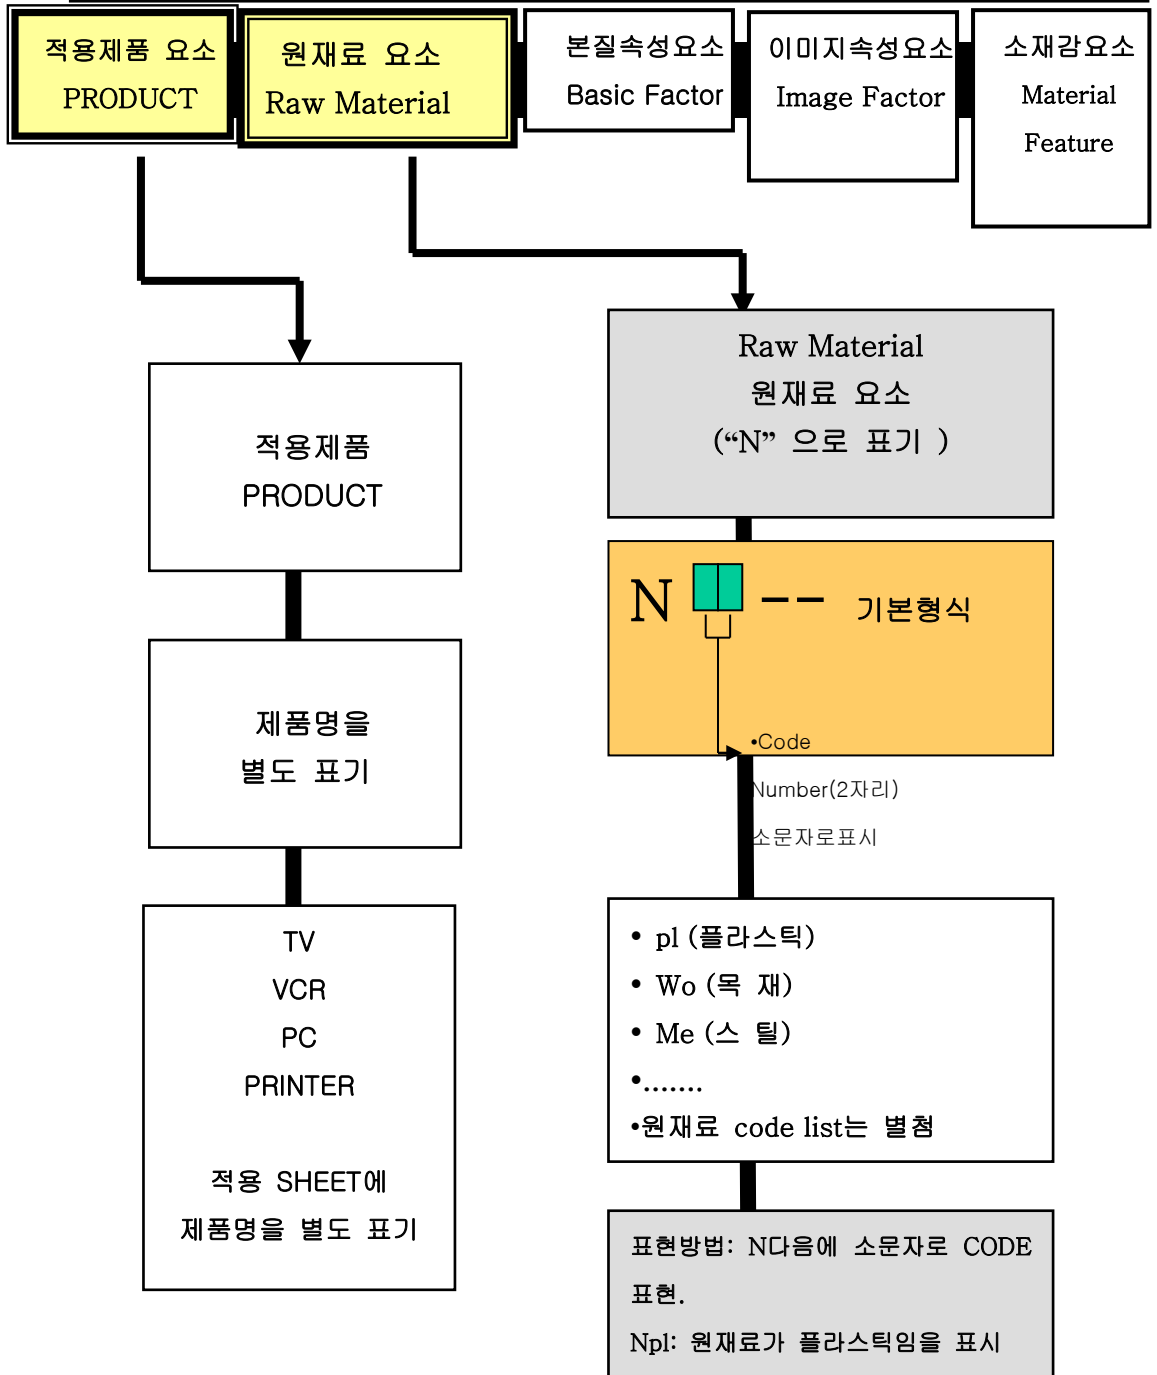 적용제품 요소
PRODUCT
원재료 요소
Raw Material
본질속성요소
Basic Factor
이미지속성요소
Image Factor
소재감요소
Material
Feature
적용제품
PRODUCT
제품명을
별도 표기
TV
VCR
PC
PRINTER
적용 SHEET에
제품명을 별도 표기
Raw Material
원재료 요소
(“N” 으로 표기 )
N －－ 기본형식
•Code
Number(2자리)
소문자로표시
• pl (플라스틱)
• Wo (목 재)
• Me (스 틸)
•.......
•원재료 code list는 별첨
표현방법: N다음에 소문자로 CODE
표현.
Npl: 원재료가 플라스틱임을 표시